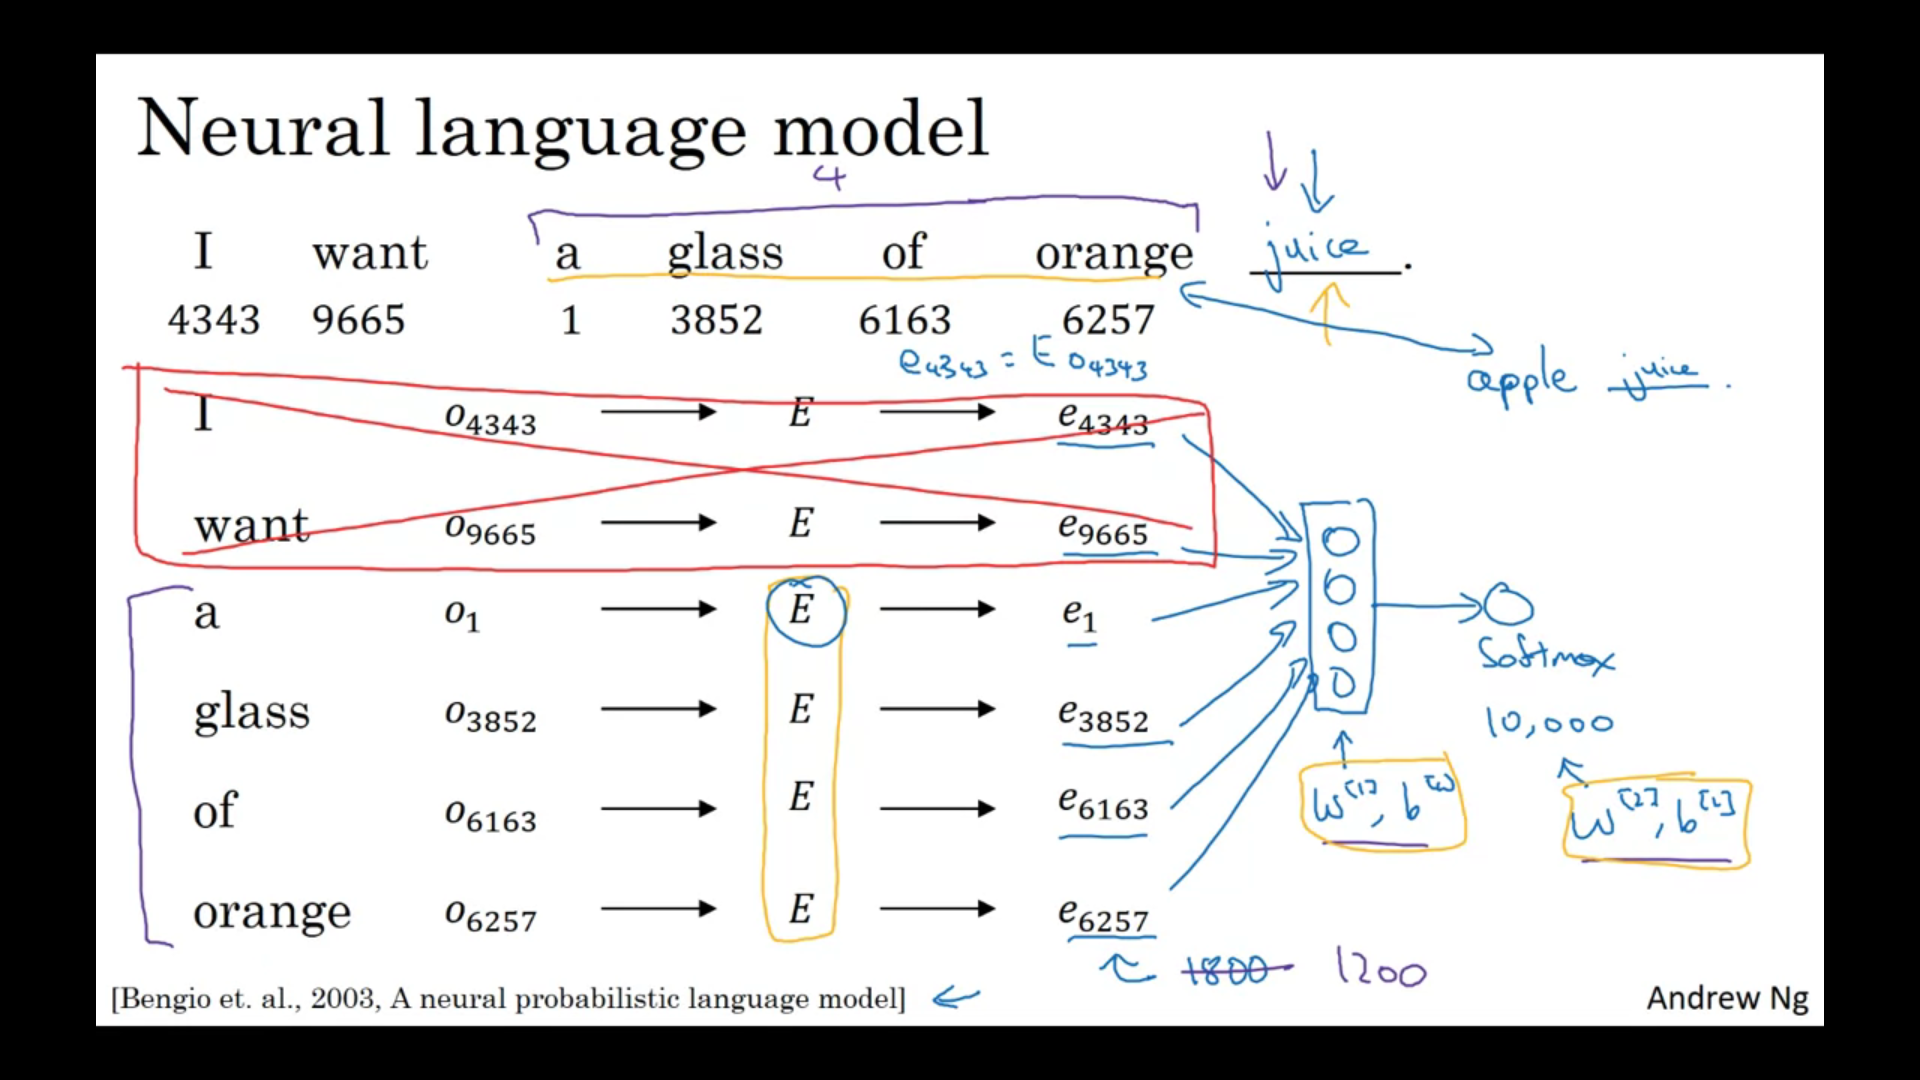 Neural language model
4
I want a glass of orange juice.
4343 9665 1 3852 6163 6257
e4343 = E o4343
apple juice.
I o4343 → E → e4343
want o9665 → E → e9665
a o1 → E → e1
Softmax
glass o3852 → E → e3852
10,000
of o6163 → E → e6163
W[1], b[1]
W[2], b[2]
orange o6257 → E → e6257
1800 1200
[Bengio et. al., 2003, A neural probabilistic language model]
Andrew Ng